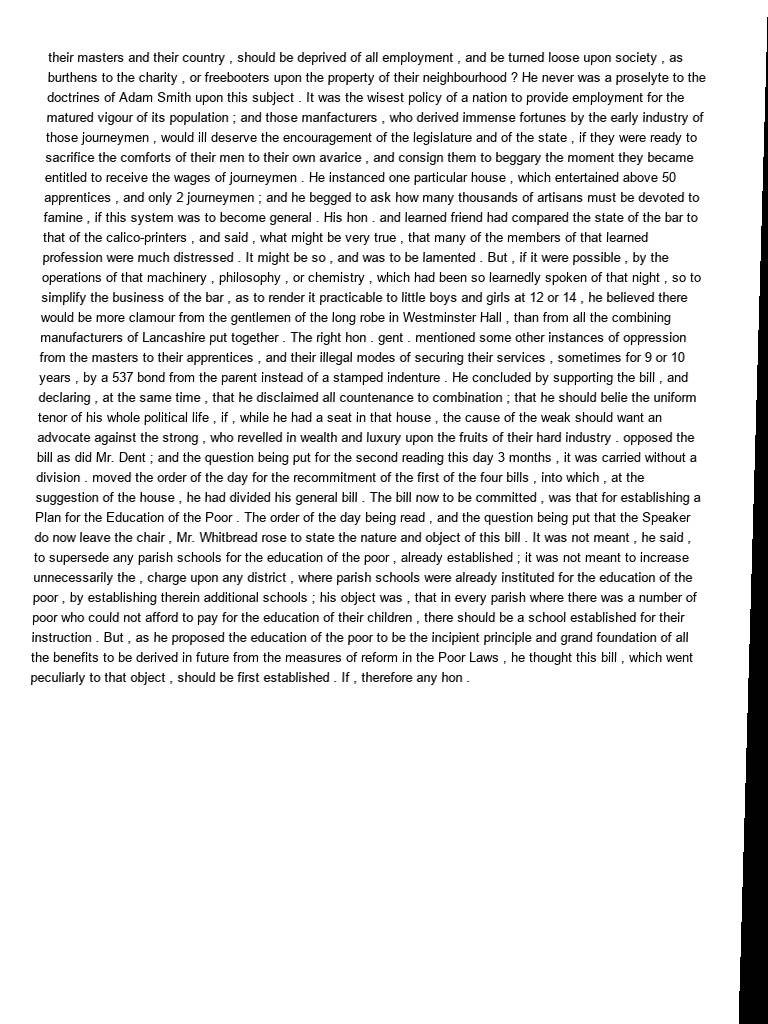 their masters and their country , should be deprived of all employment , and be turned loose upon society , as
burthens to the charity , or freebooters upon the property of their neighbourhood ? He never was a proselyte to the
doctrines of Adam Smith upon this subject . It was the wisest policy of a nation to provide employment for the
matured vigour of its population ; and those manfacturers , who derived immense fortunes by the early industry of
those journeymen , would ill deserve the encouragement of the legislature and of the state , if they were ready to
sacrifice the comforts of their men to their own avarice , and consign them to beggary the moment they became
entitled to receive the wages of journeymen . He instanced one particular house , which entertained above 50
apprentices , and only 2 journeymen ; and he begged to ask how many thousands of artisans must be devoted to
famine , if this system was to become general . His hon . and learned friend had compared the state of the bar to
that of the calico-printers , and said , what might be very true , that many of the members of that learned
profession were much distressed . It might be so , and was to be lamented . But , if it were possible , by the
operations of that machinery , philosophy , or chemistry , which had been so learnedly spoken of that night , so to
simplify the business of the bar , as to render it practicable to little boys and girls at 12 or 14 , he believed there
would be more clamour from the gentlemen of the long robe in Westminster Hall , than from all the combining
manufacturers of Lancashire put together . The right hon . gent . mentioned some other instances of oppression
from the masters to their apprentices , and their illegal modes of securing their services , sometimes for 9 or 10
years , by a 537 bond from the parent instead of a stamped indenture . He concluded by supporting the bill , and
declaring , at the same time , that he disclaimed all countenance to combination ; that he should belie the uniform
tenor of his whole political life , if , while he had a seat in that house , the cause of the weak should want an
advocate against the strong , who revelled in wealth and luxury upon the fruits of their hard industry . opposed the
bill as did Mr. Dent ; and the question being put for the second reading this day 3 months , it was carried without a
division . moved the order of the day for the recommitment of the first of the four bills , into which , at the
suggestion of the house , he had divided his general bill . The bill now to be committed , was that for establishing a
Plan for the Education of the Poor . The order of the day being read , and the question being put that the Speaker
do now leave the chair , Mr. Whitbread rose to state the nature and object of this bill . It was not meant , he said ,
to supersede any parish schools for the education of the poor , already established ; it was not meant to increase
unnecessarily the , charge upon any district , where parish schools were already instituted for the education of the
poor , by establishing therein additional schools ; his object was , that in every parish where there was a number of
poor who could not afford to pay for the education of their children , there should be a school established for their
instruction . But , as he proposed the education of the poor to be the incipient principle and grand foundation of all
the benefits to be derived in future from the measures of reform in the Poor Laws , he thought this bill , which went
peculiarly to that object , should be first established . If , therefore any hon .